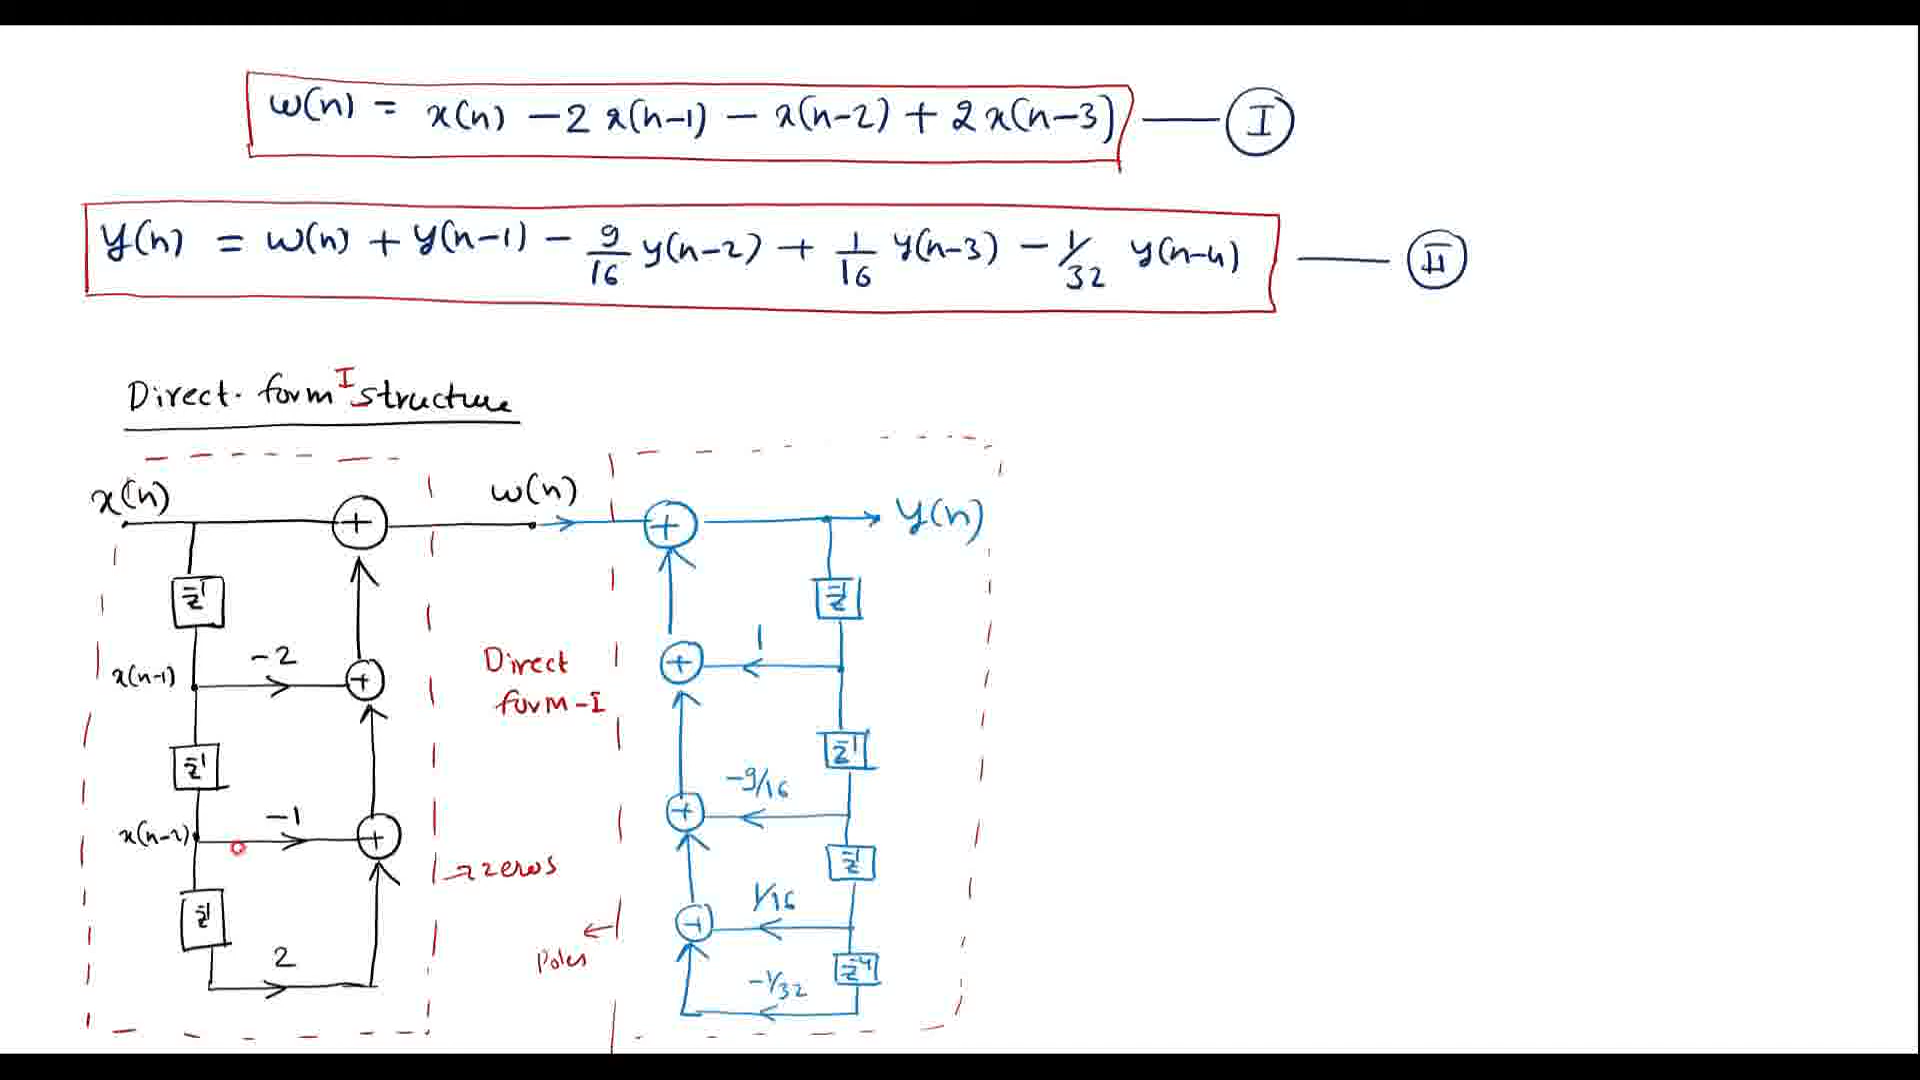 w(n) = x(n) - 2 x(n-1) - x(n-2) + 2 x(n-3) — I
y(n) = w(n) + y(n-1) - 9/16 y(n-2) + 1/16 y(n-3) - 1/32 y(n-4) — II
Direct-form I structure
x(n) + w(n) + y(n)
z⁻¹ z⁻¹
x(n-1) -2 + Direct + 1
form-I
z⁻¹ z⁻¹
x(n-2) -1 + + -9/16
→ zeros z⁻¹
z⁻¹ + 1/16
← Poles
2 -1/32 z⁻⁴